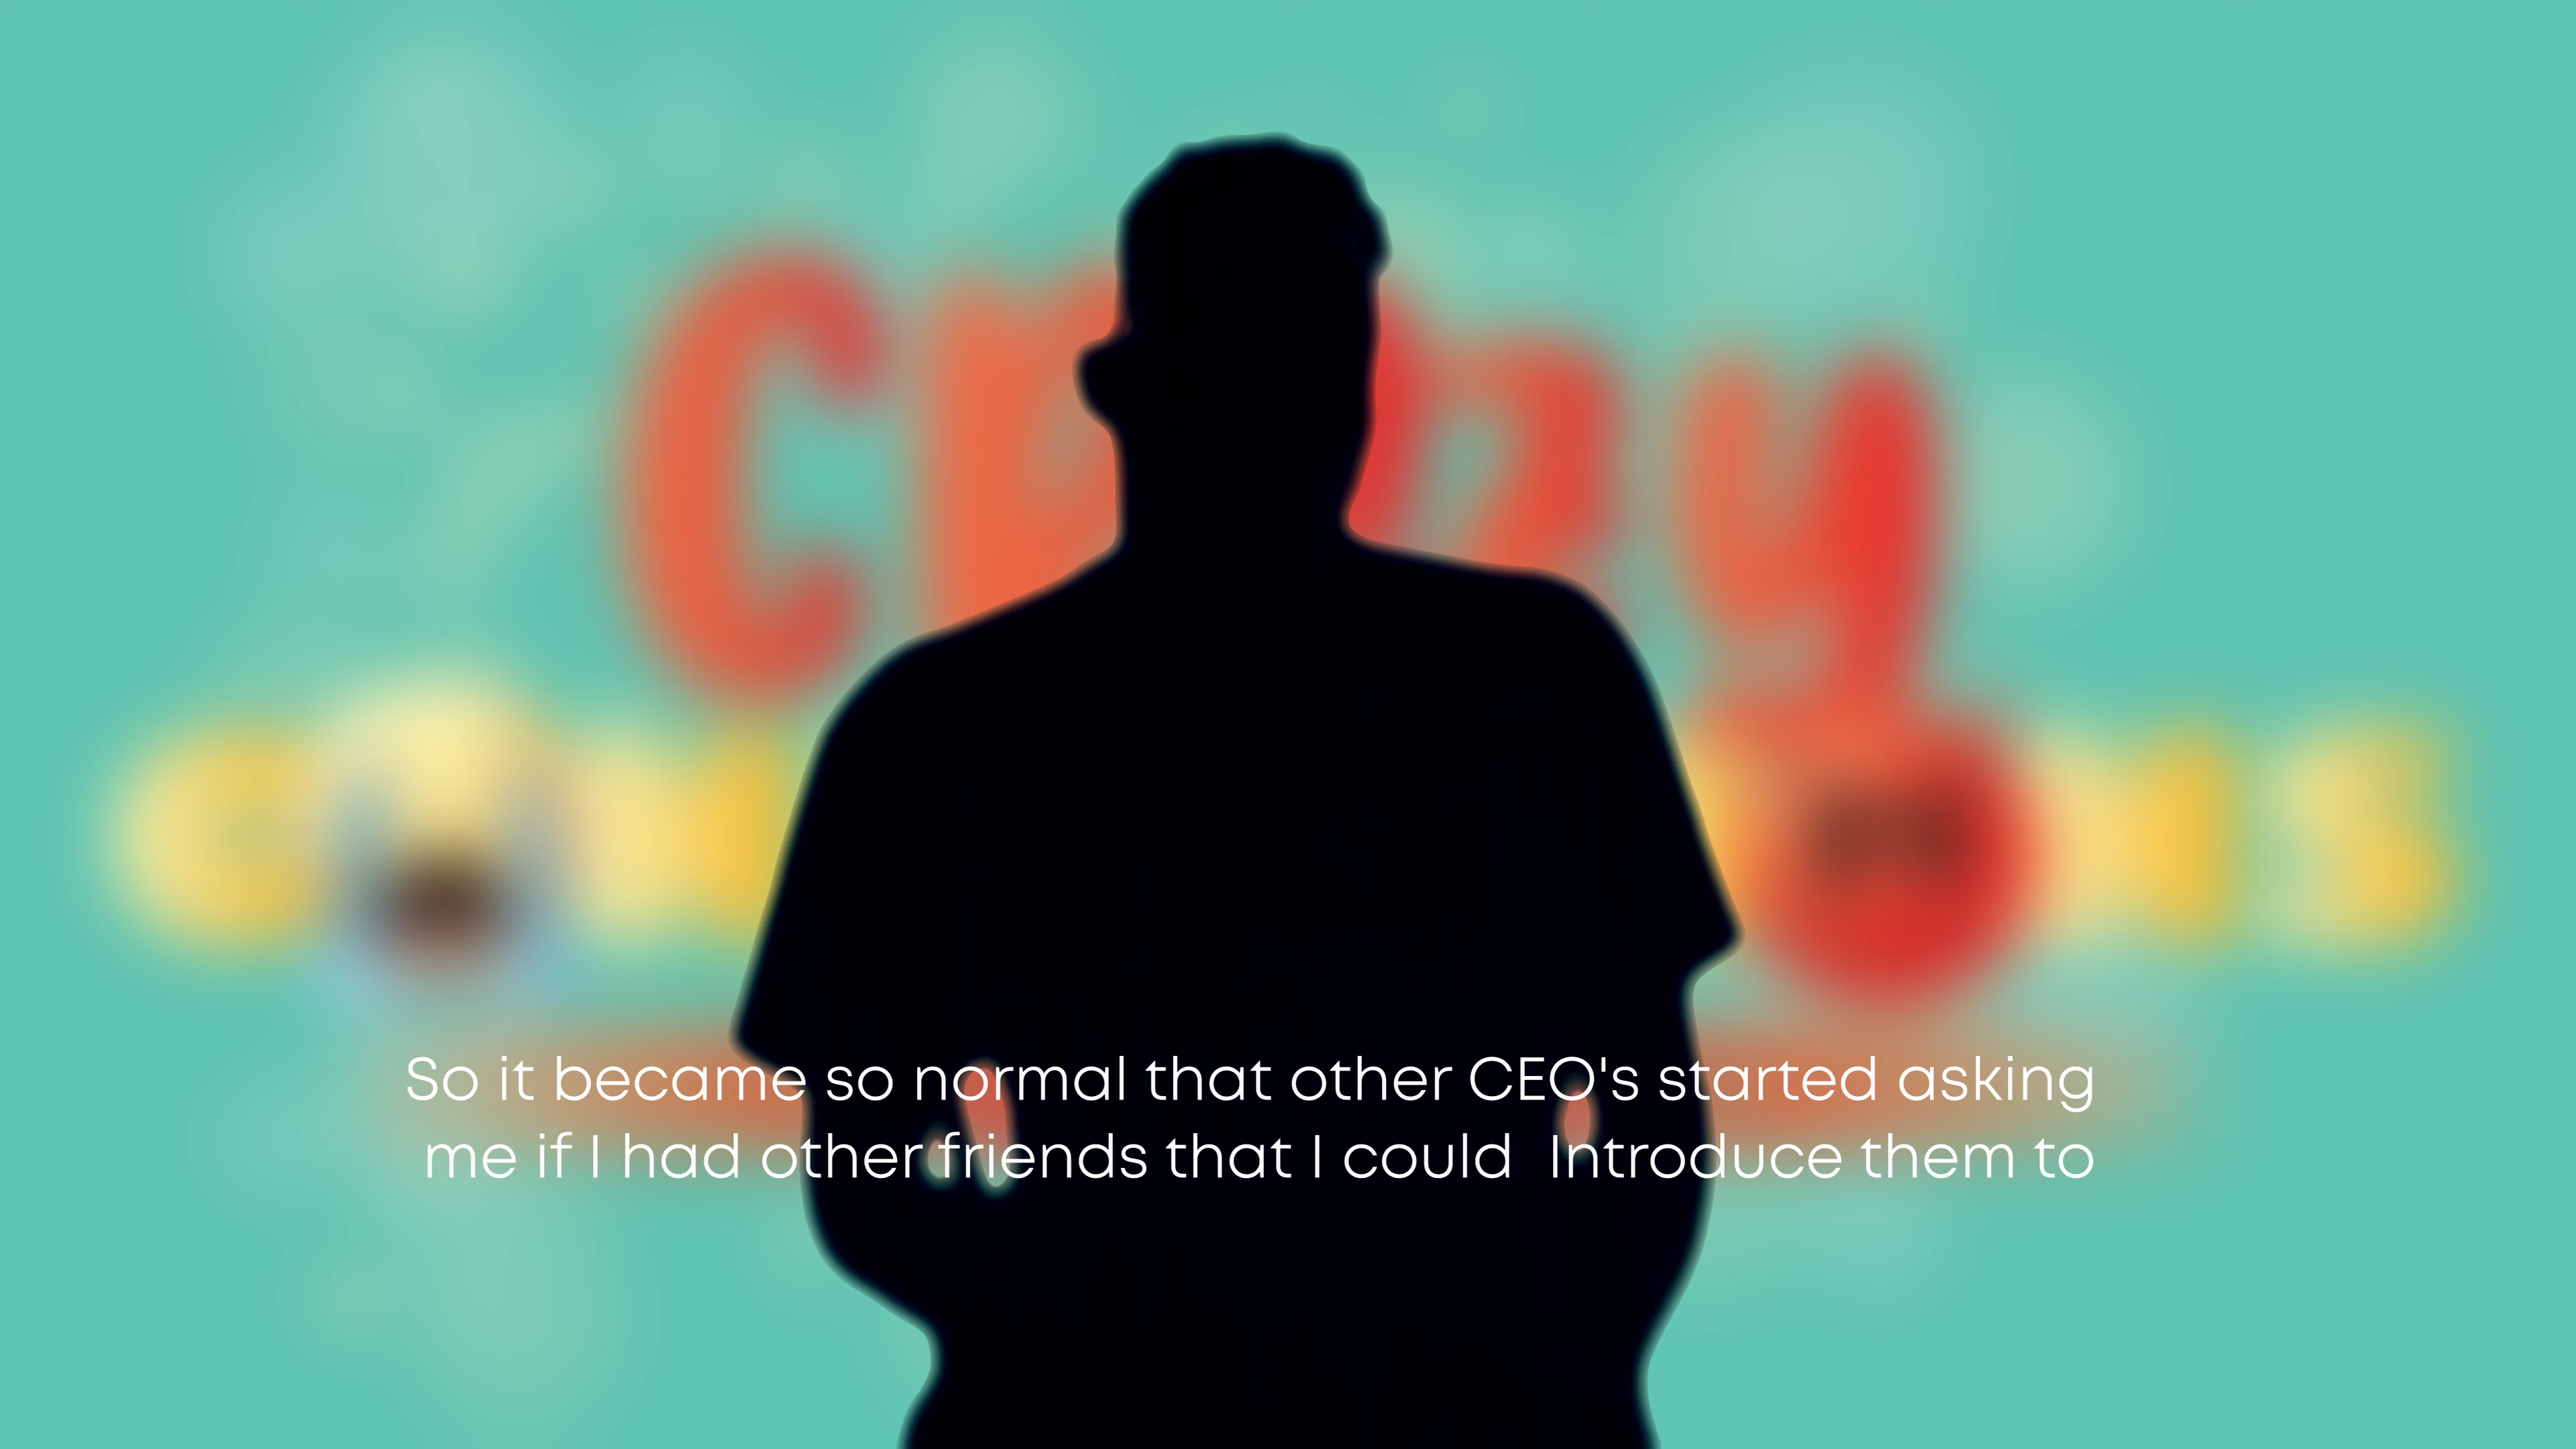 So it became so normal that other CEO's started asking
me if I had other friends that I could  Introduce them to